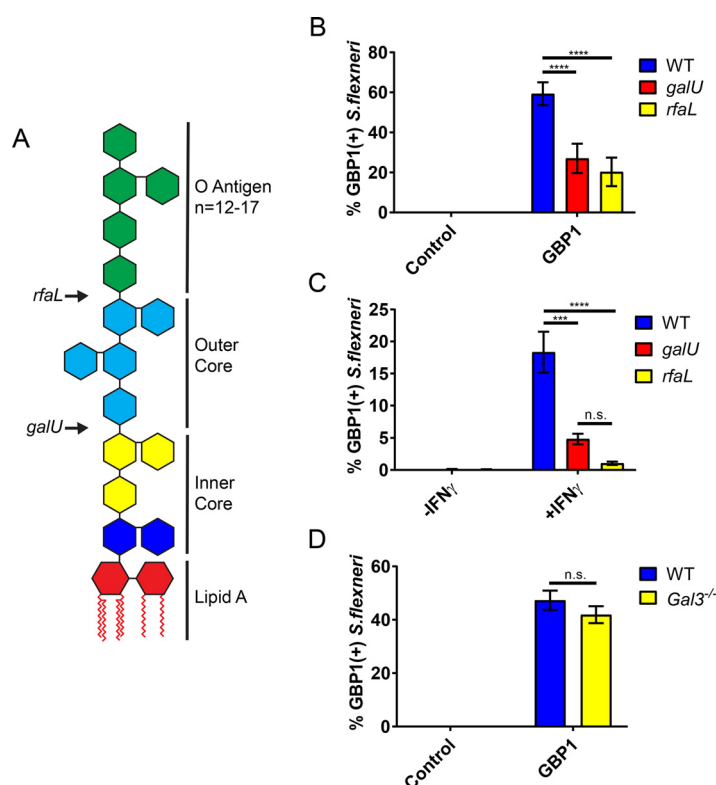 A
O Antigen
n=12-17
rfaL
Outer
Core
galU
Inner
Core
Lipid A
B
% GBP1(+) S.flexneri
80
60
40
20
0
****
****
Control
GBP1
WT
galU
rfaL
C
% GBP1(+) S.flexneri
25
20
15
10
5
0
****
***
n.s.
-IFNγ
+IFNγ
WT
galU
rfaL
D
% GBP1(+) S.flexneri
60
40
20
0
n.s.
Control
GBP1
WT
Gal3-/-